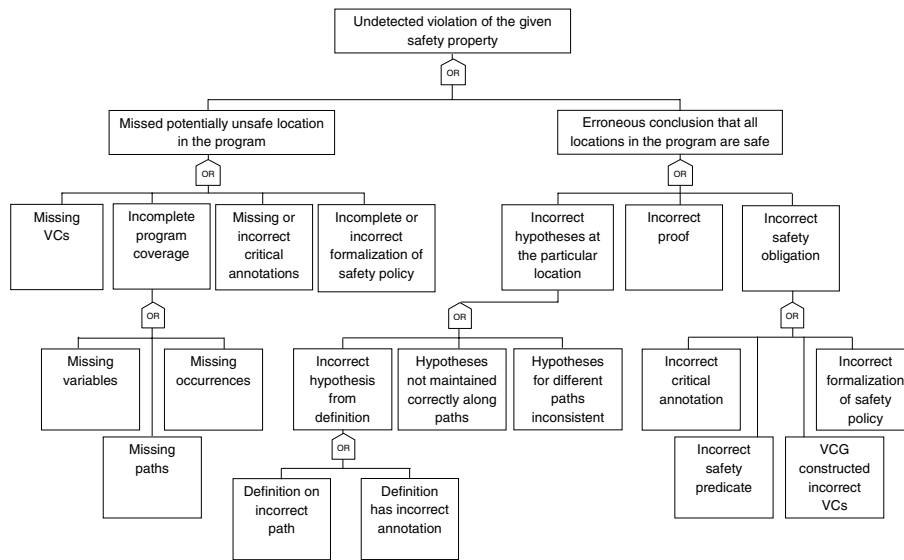 Undetected violation of the given
safety property
OR
Missed potentially unsafe location
in the program
Erroneous conclusion that all
locations in the program are safe
OR
OR
Missing
VCs
Incomplete
program
coverage
Missing or
incorrect
critical
annotations
Incomplete or
incorrect
formalization of
safety policy
Incorrect
hypotheses at
the particular
location
Incorrect
proof
Incorrect
safety
obligation
OR
OR
OR
Missing
variables
Missing
occurrences
Missing
paths
Incorrect
hypothesis
from
definition
Hypotheses
not maintained
correctly along
paths
Hypotheses
for different
paths
inconsistent
Incorrect
critical
annotation
Incorrect
formalization
of safety
policy
Incorrect
safety
predicate
VCG
constructed
incorrect
VCs
OR
Definition on
incorrect
path
Definition
has incorrect
annotation